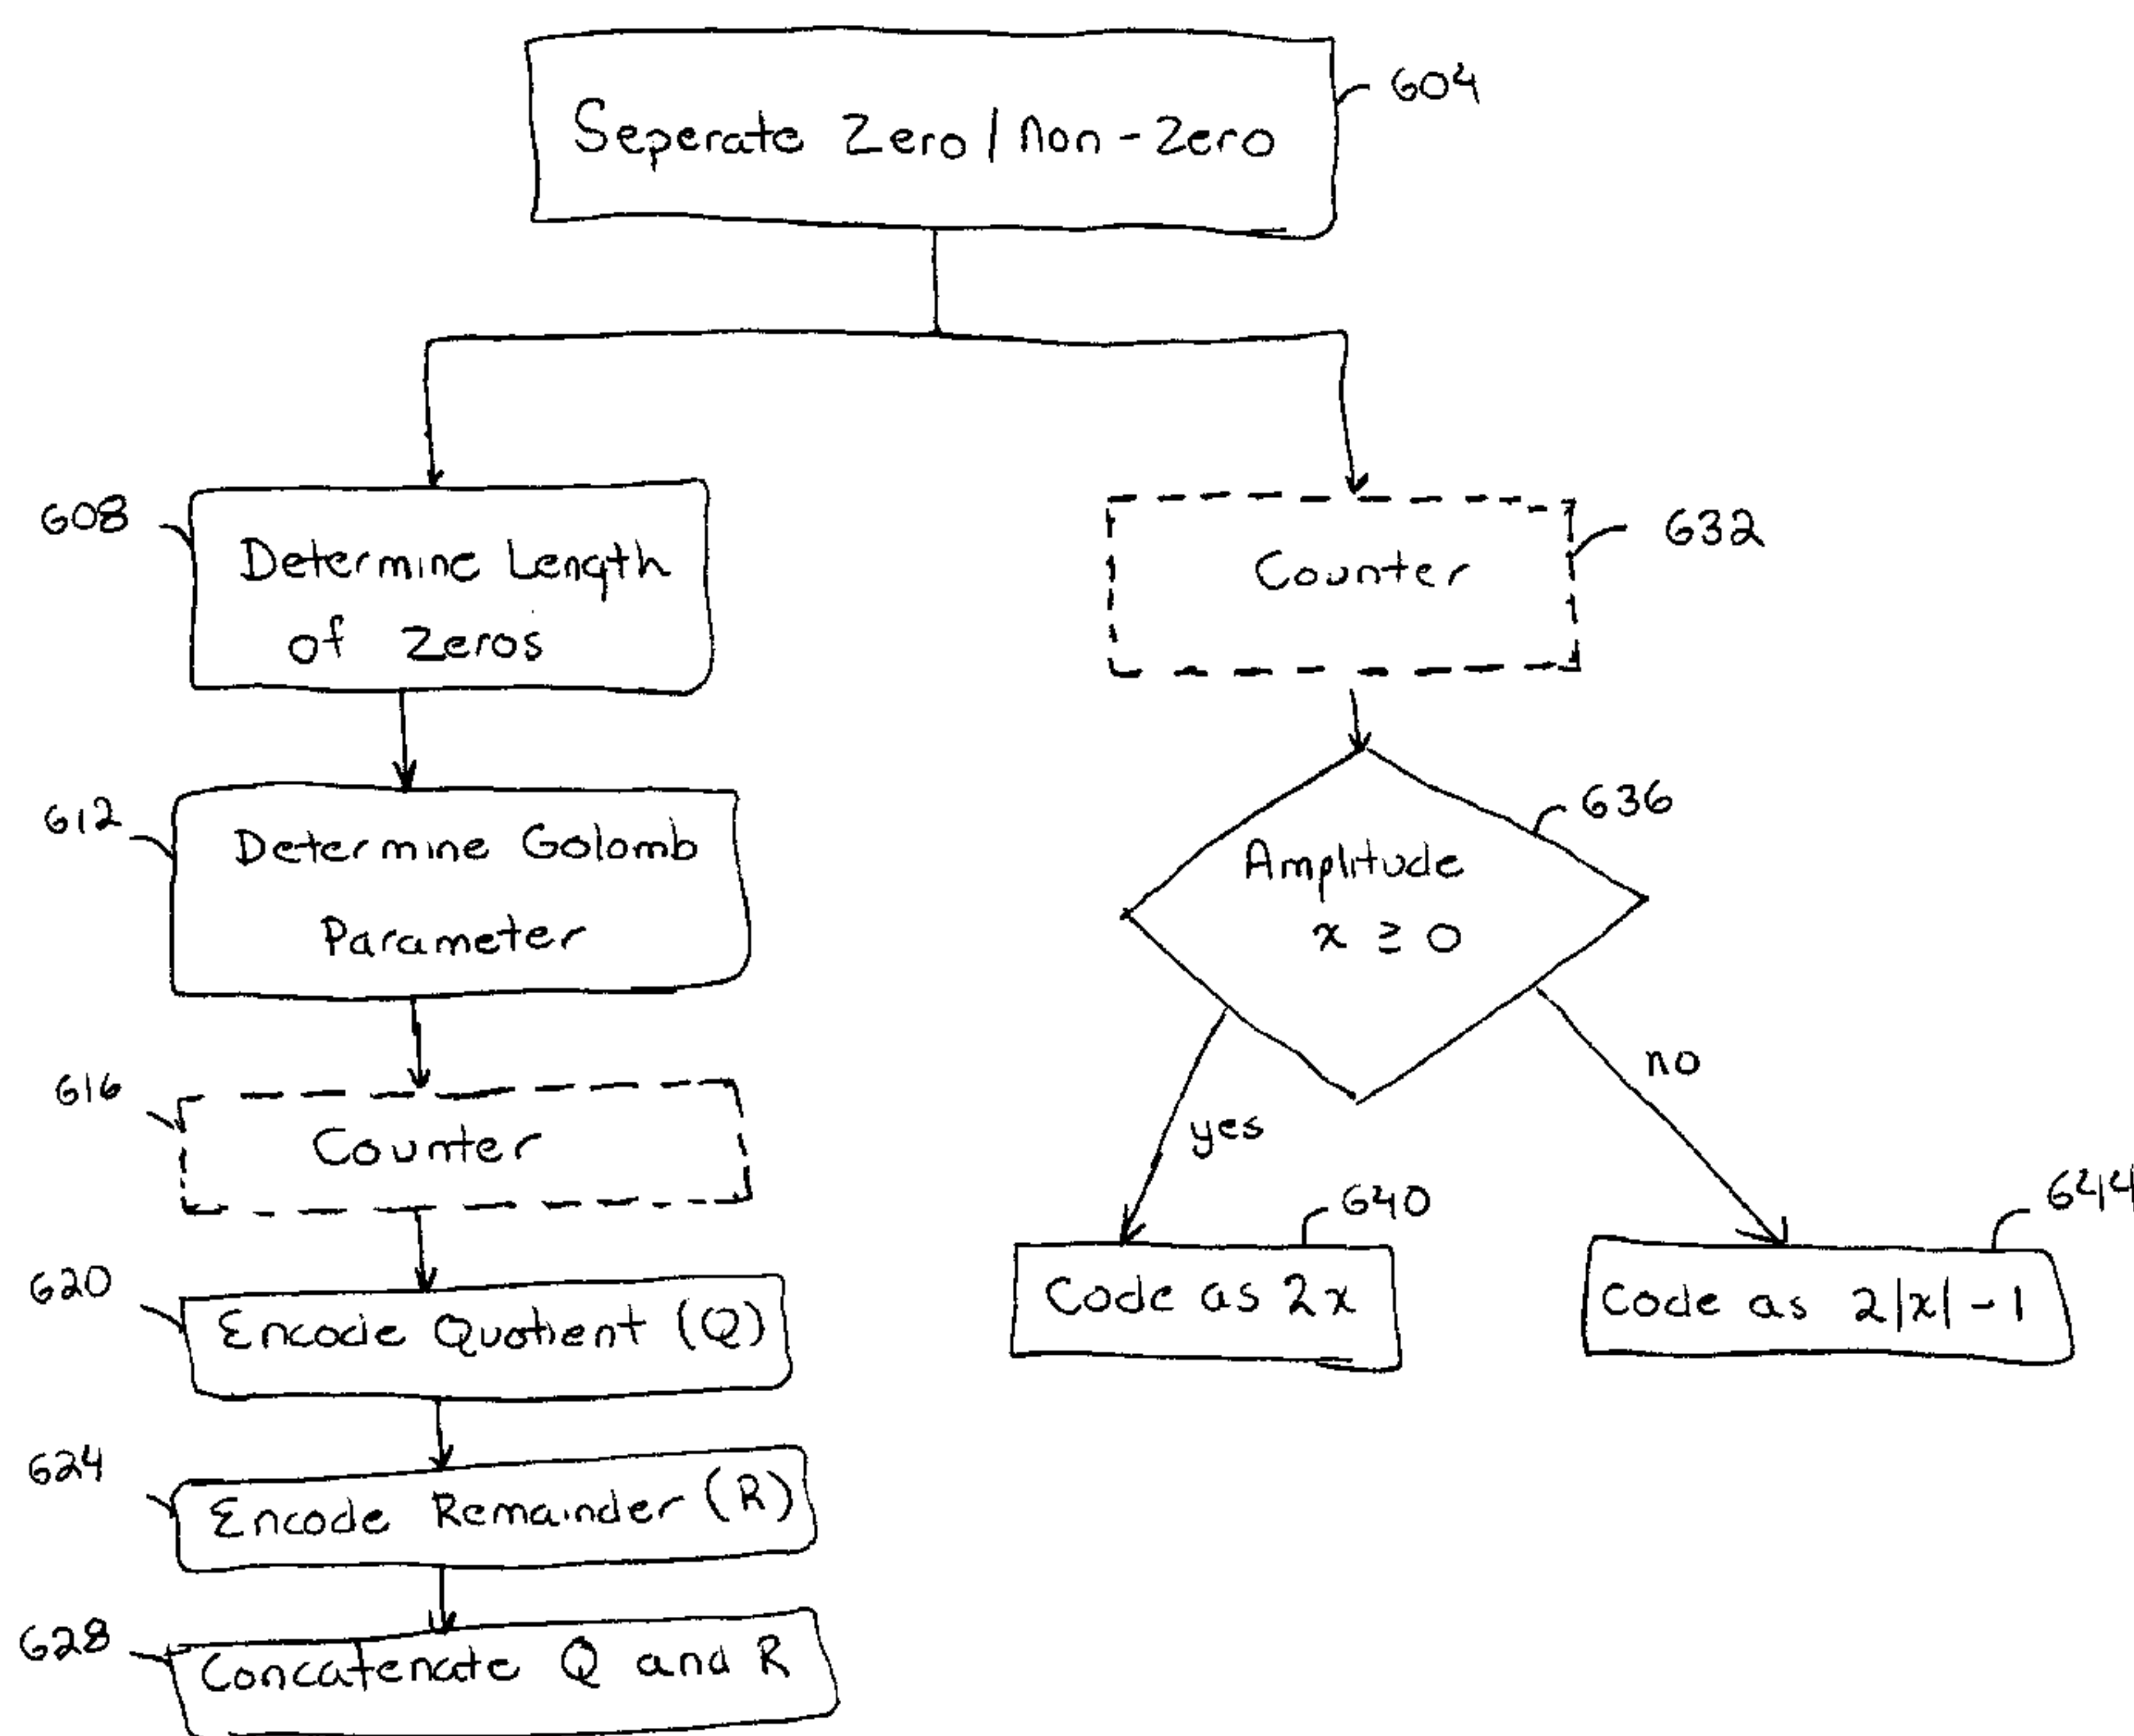 Seperate Zero / non-Zero
604
608
Determine Length
of Zeros
632
Counter
612
Determine Golomb
Parameter
636
Amplitude
x ≥ 0
616
Counter
yes
no
620
Encode Quotient (Q)
640
Code as 2x
644
Code as 2|x|-1
624
Encode Remainder (R)
628
Concatenate Q and R